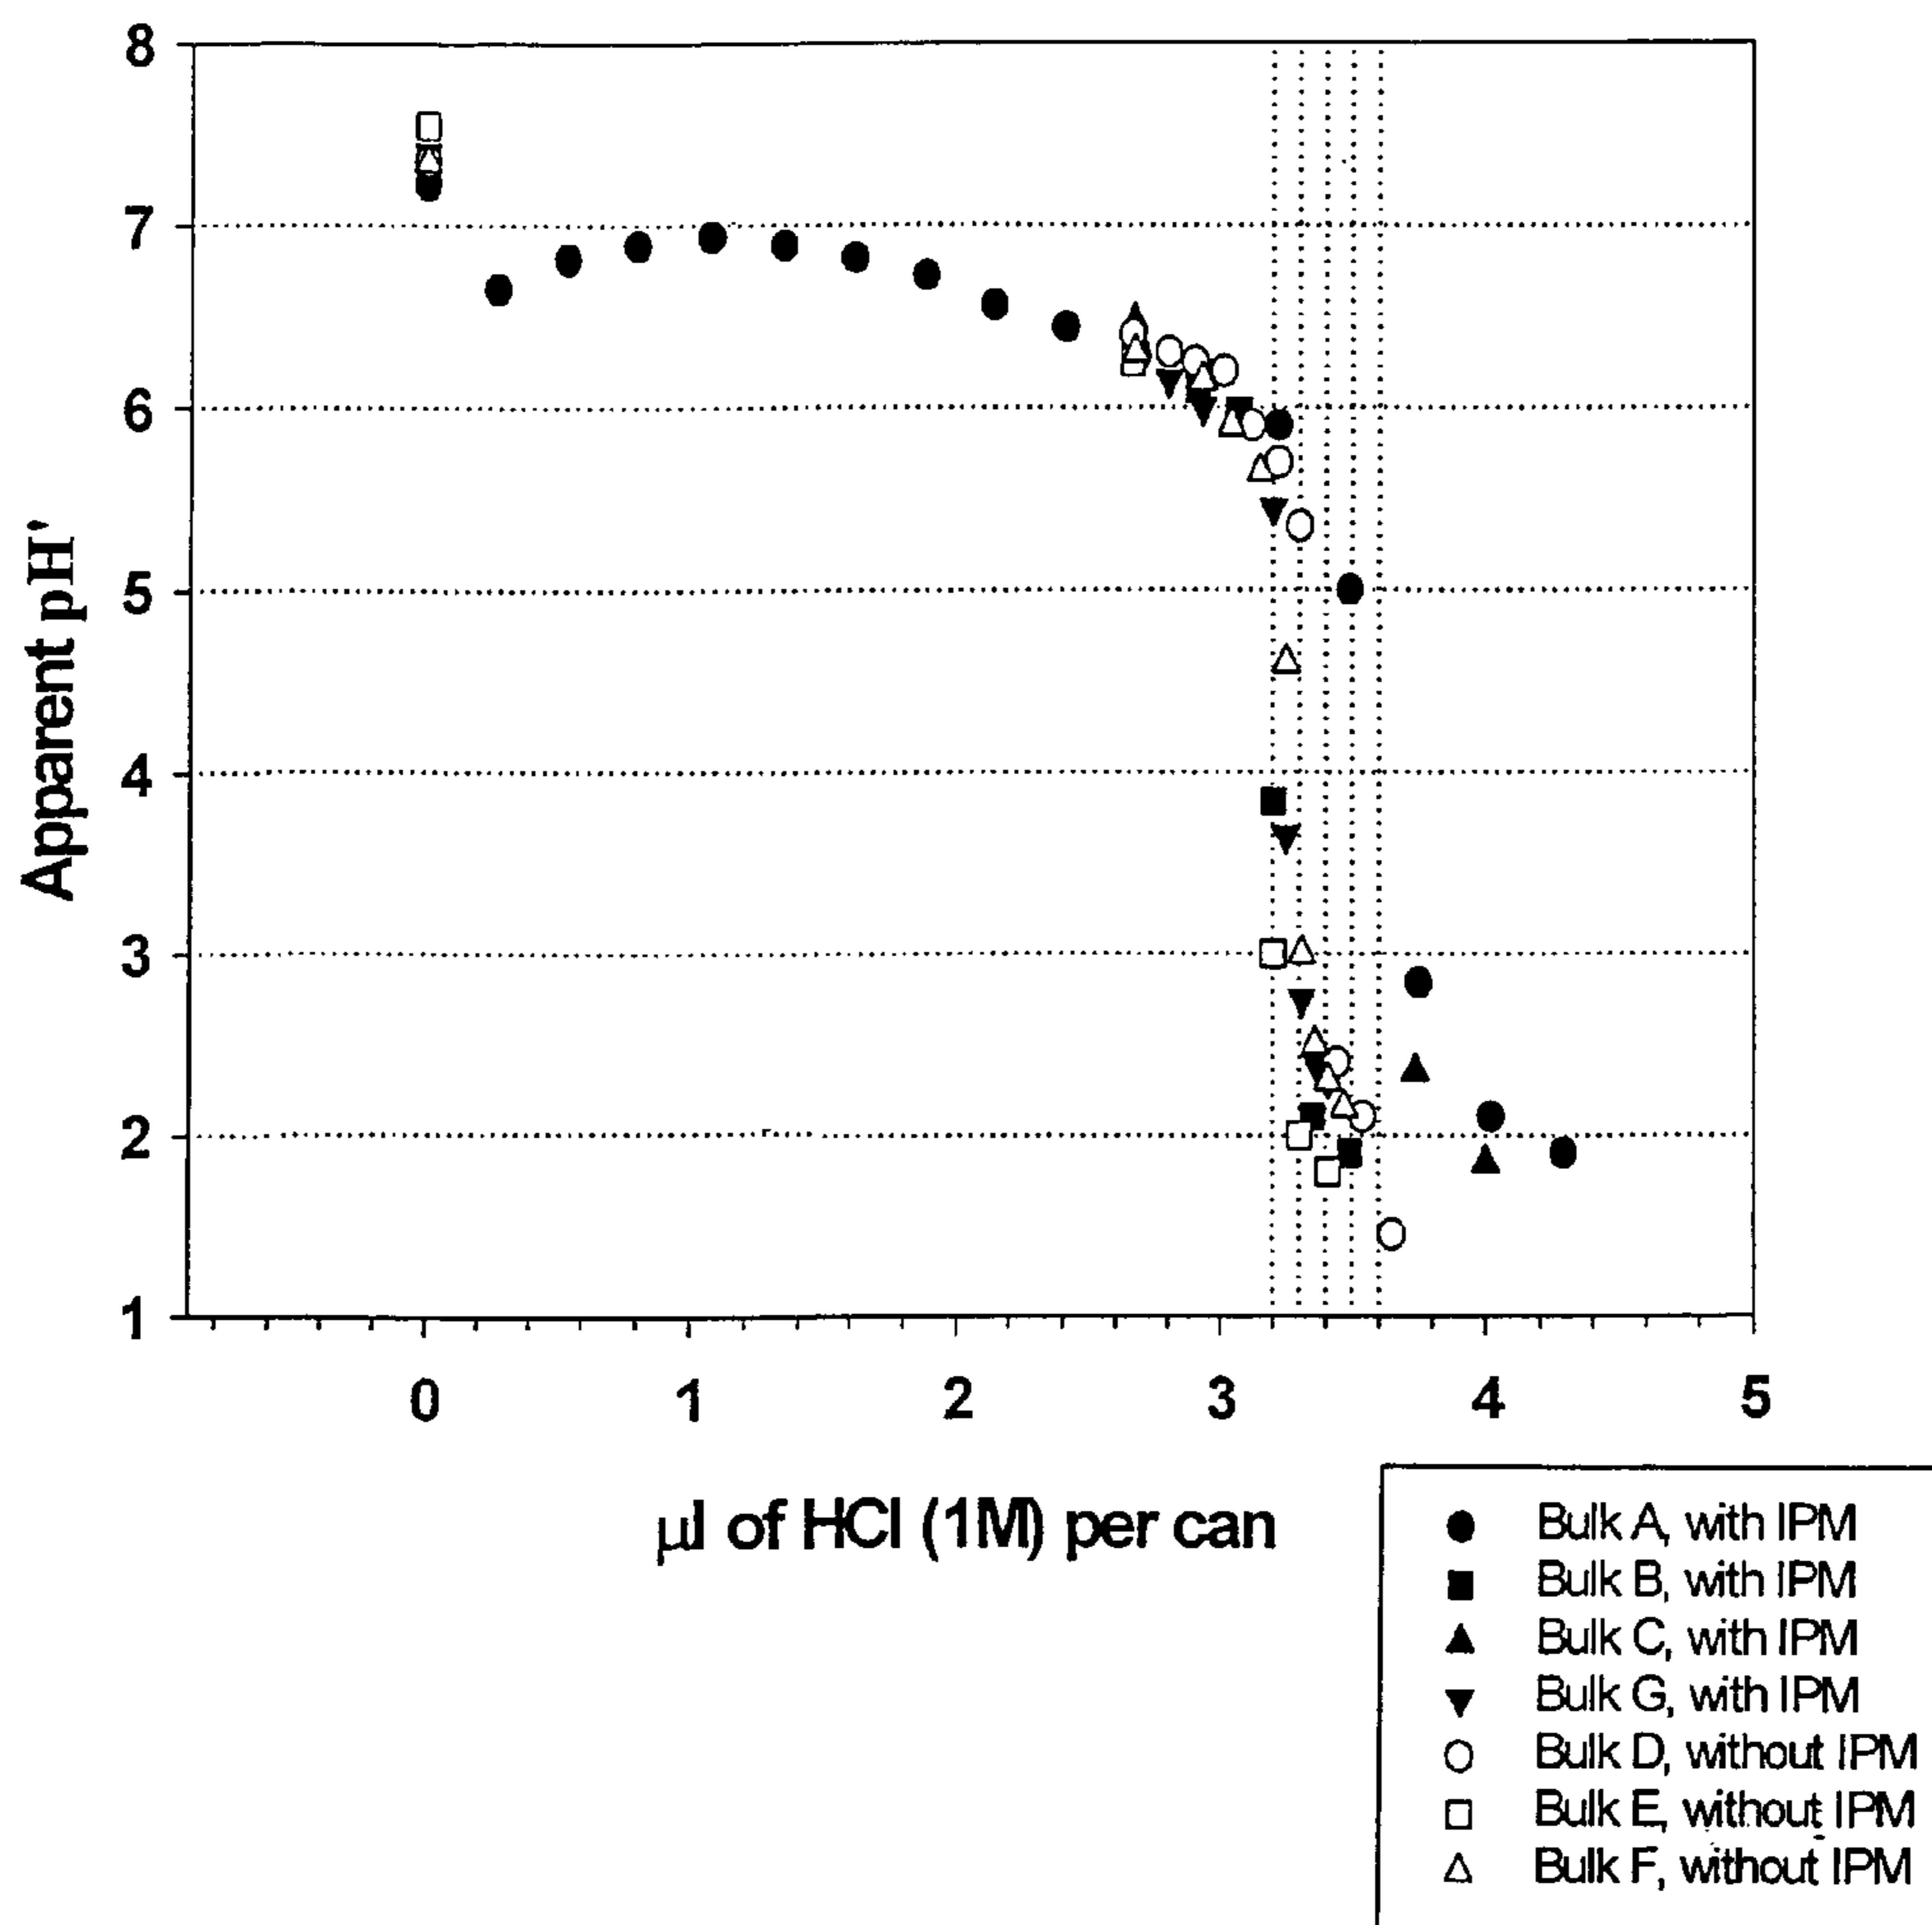 8
7
6
5
4
3
2
1
Apparent pH'
0 1 2 3 4 5
µl of HCl (1M) per can
Bulk A, with IPM
Bulk B, with IPM
Bulk C, with IPM
Bulk G, with IPM
Bulk D, without IPM
Bulk E, without IPM
Bulk F, without IPM